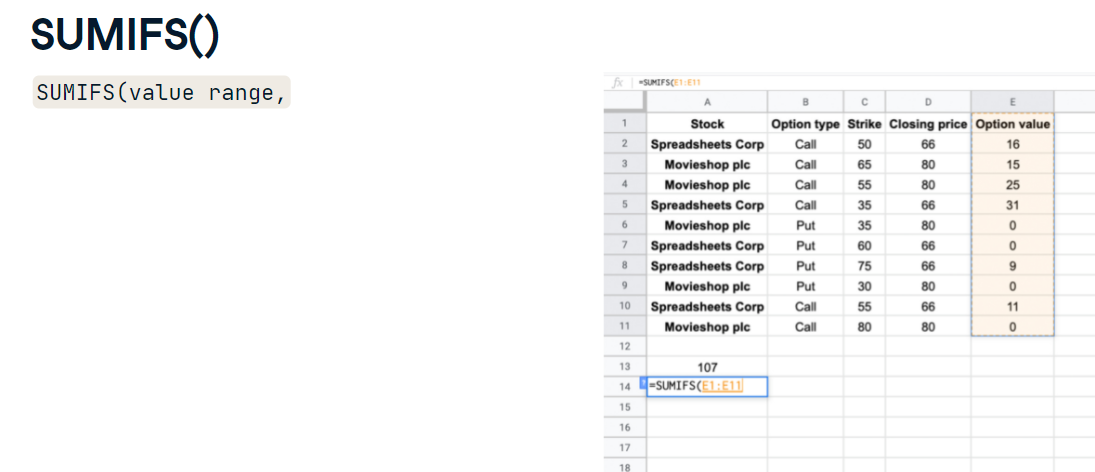 SUMIFS()
SUMIFS(value range,
fx =SUMIFS(E1:E11
A B C D E
1 Stock Option type Strike Closing price Option value
2 Spreadsheets Corp Call 50 66 16
3 Movieshop plc Call 65 80 15
4 Movieshop plc Call 55 80 25
5 Spreadsheets Corp Call 35 66 31
6 Movieshop plc Put 35 80 0
7 Spreadsheets Corp Put 60 66 0
8 Spreadsheets Corp Put 75 66 9
9 Movieshop plc Put 30 80 0
10 Spreadsheets Corp Call 55 66 11
11 Movieshop plc Call 80 80 0
12
13 107
14 ? =SUMIFS(E1:E11
15
16
17
18